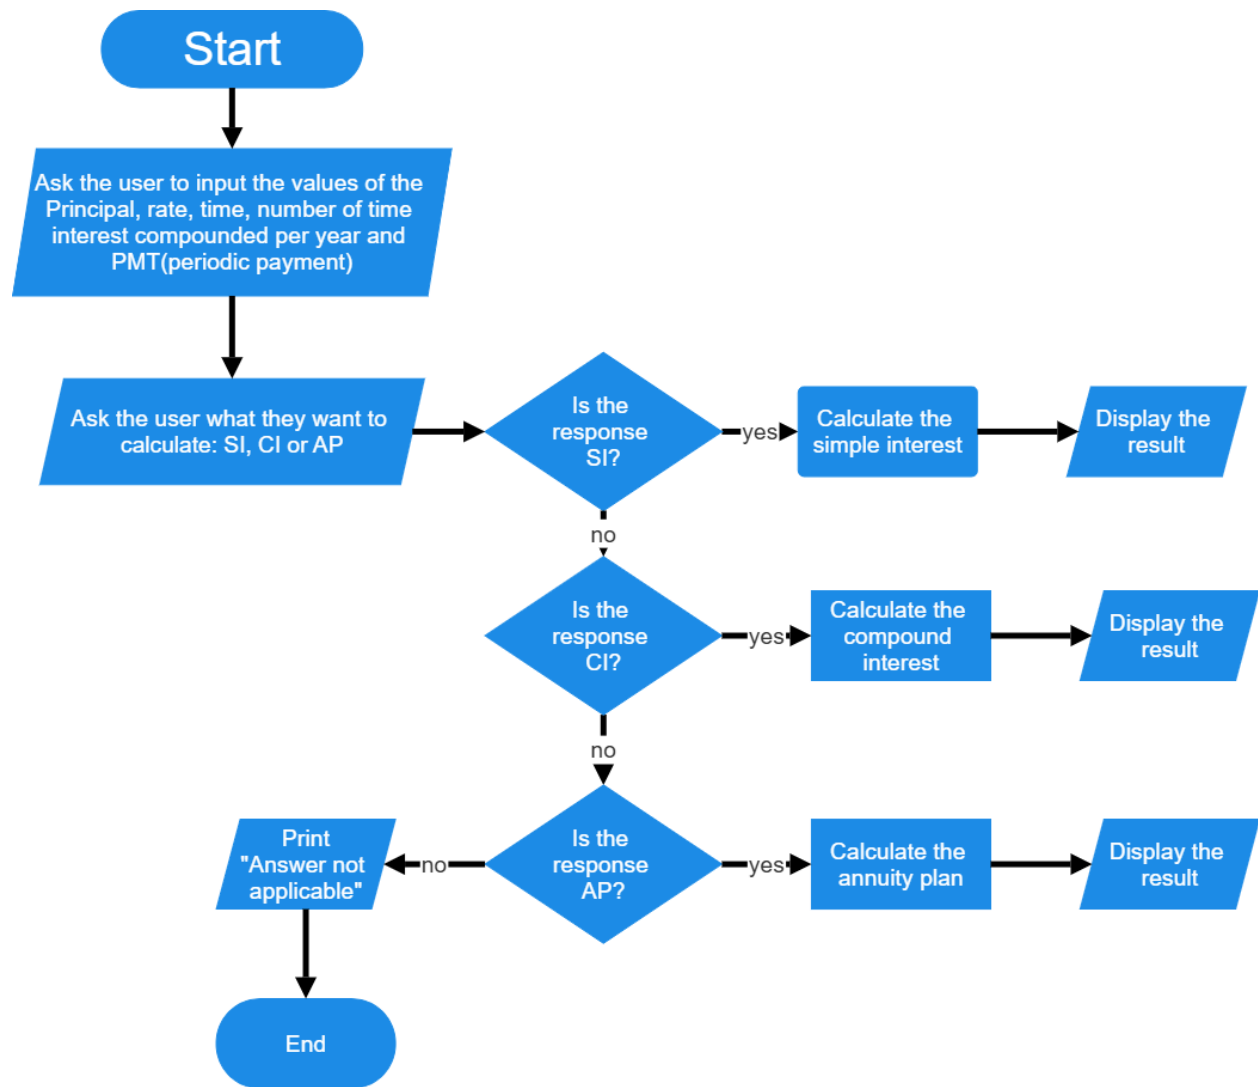 Start
Ask the user to input the values of the
Principal, rate, time, number of time
interest compounded per year and
PMT(periodic payment)
Ask the user what they want to
calculate: SI, CI or AP
Is the
response
SI?
yes
Calculate the
simple interest
Display the
result
no
Is the
response
CI?
yes
Calculate the
compound
interest
Display the
result
no
Is the
response
AP?
yes
Calculate the
annuity plan
Display the
result
no
Print
"Answer not
applicable"
End